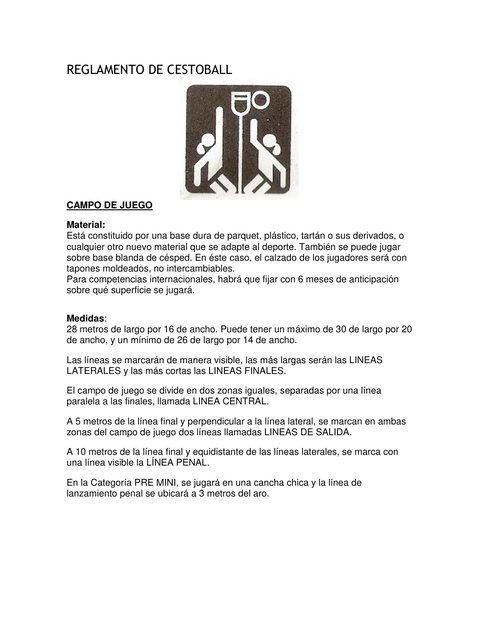 REGLAMENTO DE CESTOBALL
CAMPO DE JUEGO
Material:
Está constituido por una base dura de parquet, plástico, tartán o sus derivados, o
cualquier otro nuevo material que se adapte al deporte. También se puede jugar
sobre base blanda de césped. En éste caso, el calzado de los jugadores será con
tapones moldeados, no intercambiables.
Para competencias internacionales, habrá que fijar con 6 meses de anticipación
sobre qué superficie se jugará.
Medidas:
28 metros de largo por 16 de ancho. Puede tener un máximo de 30 de largo por 20
de ancho, y un mínimo de 26 de largo por 14 de ancho.
Las líneas se marcarán de manera visible, las más largas serán las LINEAS
LATERALES y las más cortas las LINEAS FINALES.
El campo de juego se divide en dos zonas iguales, separadas por una línea
paralela a las finales, llamada LINEA CENTRAL.
A 5 metros de la línea final y perpendicular a la línea lateral, se marcan en ambas
zonas del campo de juego dos líneas llamadas LINEAS DE SALIDA.
A 10 metros de la línea final y equidistante de las líneas laterales, se marca con
una línea visible la LÍNEA PENAL.
En la Categoría PRE MINI, se jugará en una cancha chica y la línea de
lanzamiento penal se ubicará a 3 metros del aro.